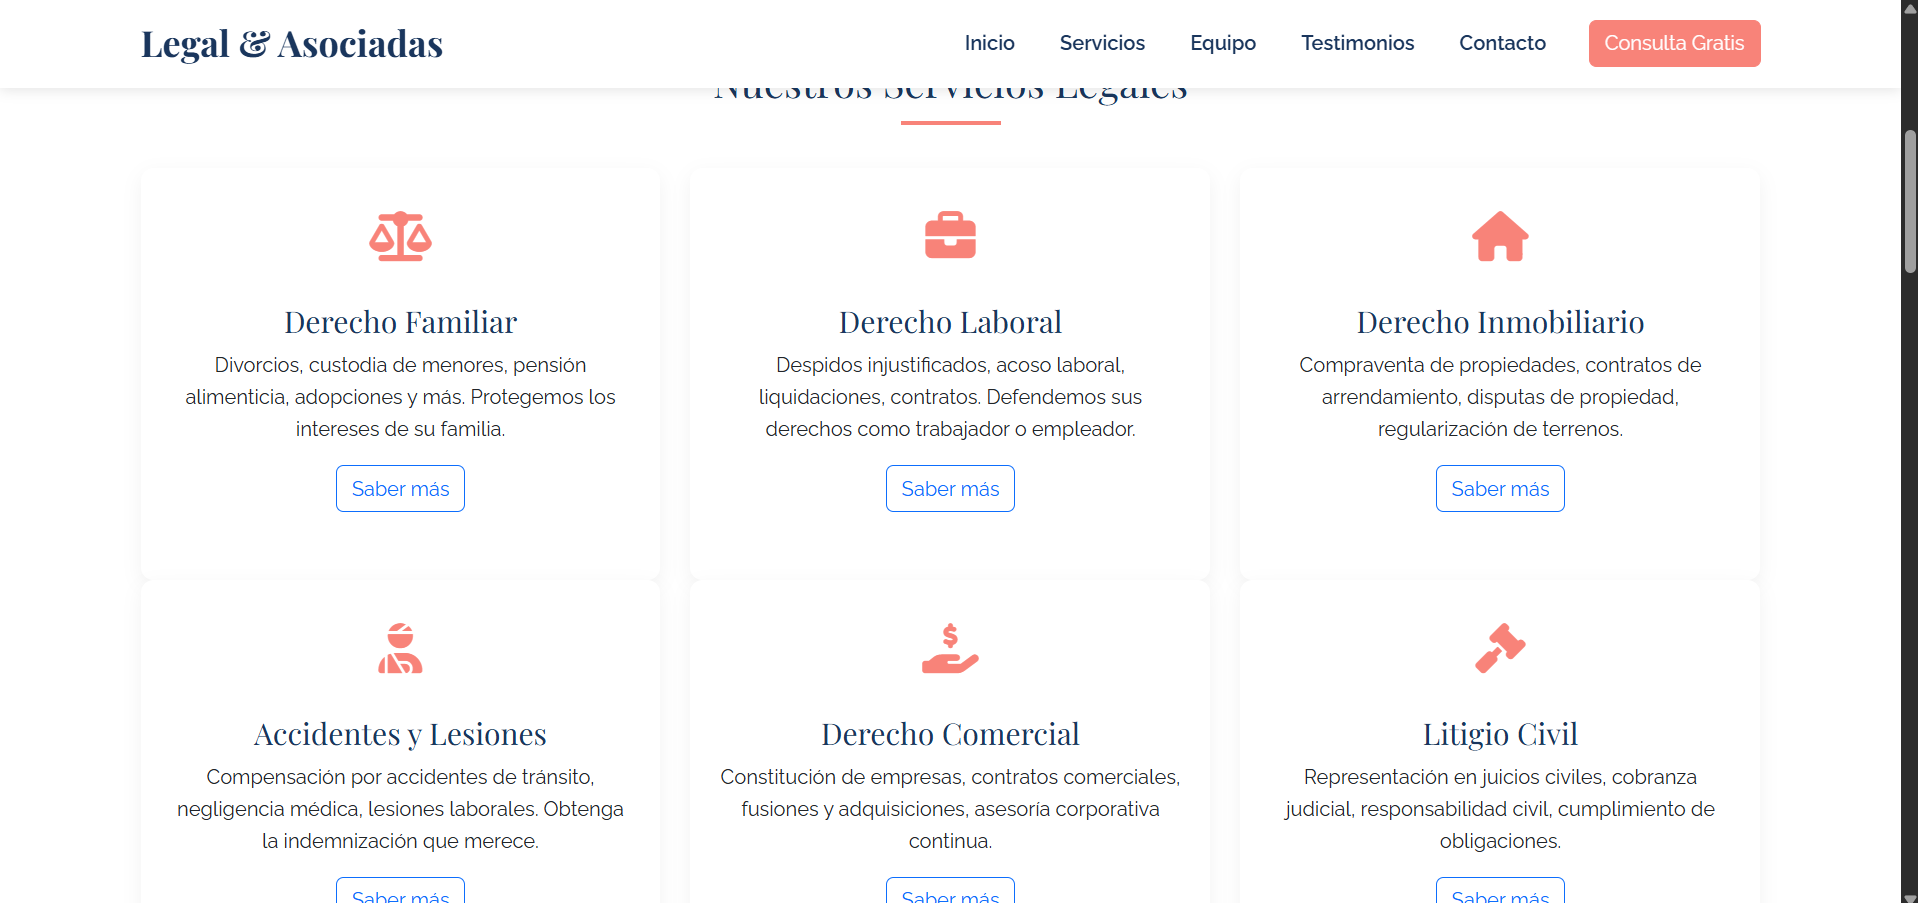 Legal & Asociadas
Inicio
Servicios
Equipo
Testimonios
Contacto
Consulta Gratis
Nuestros Servicios Legales
Derecho Familiar
Divorcios, custodia de menores, pensión
alimenticia, adopciones y más. Protegemos los
intereses de su familia.
Saber más
Derecho Laboral
Despidos injustificados, acoso laboral,
liquidaciones, contratos. Defendemos sus
derechos como trabajador o empleador.
Saber más
Derecho Inmobiliario
Compraventa de propiedades, contratos de
arrendamiento, disputas de propiedad,
regularización de terrenos.
Saber más
Accidentes y Lesiones
Compensación por accidentes de tránsito,
negligencia médica, lesiones laborales. Obtenga
la indemnización que merece.
Saber más
Derecho Comercial
Constitución de empresas, contratos comerciales,
fusiones y adquisiciones, asesoría corporativa
continua.
Saber más
Litigio Civil
Representación en juicios civiles, cobranza
judicial, responsabilidad civil, cumplimiento de
obligaciones.
Saber más